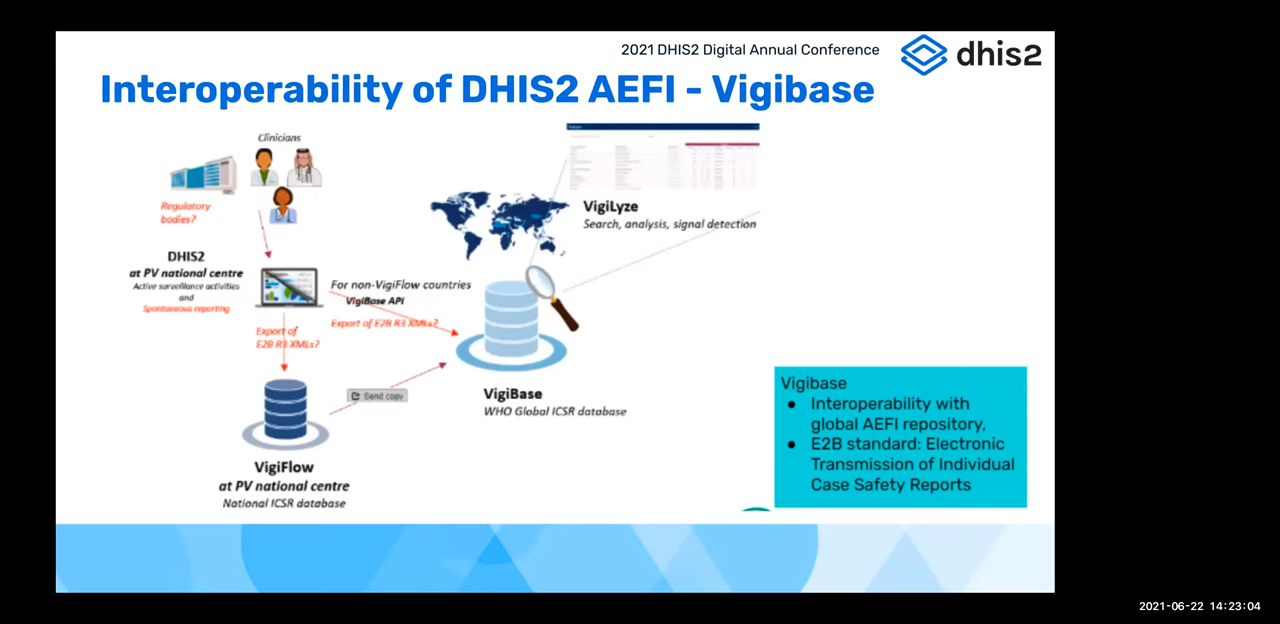 2021 DHIS2 Digital Annual Conference
dhis2
Interoperability of DHIS2 AEFI - Vigibase
Clinicians
Regulatory
bodies?
DHIS2
at PV national centre
Active surveillance activities
and
Spontaneous reporting
For non-VigiFlow countries
VigiBase API
Export of E2B R3 XMLs?
Export of
E2B R3 XMLs?
VigiLyze
Search, analysis, signal detection
Send copy
VigiBase
WHO Global ICSR database
VigiFlow
at PV national centre
National ICSR database
Vigibase
● Interoperability with
global AEFI repository,
● E2B standard: Electronic
Transmission of Individual
Case Safety Reports
2021-06-22 14:23:04